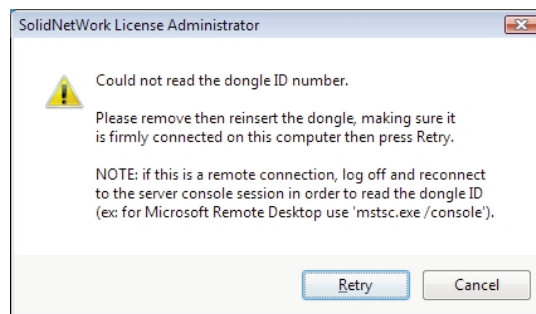 SolidNetWork License Administrator
Could not read the dongle ID number.
Please remove then reinsert the dongle, making sure it
is firmly connected on this computer then press Retry.
NOTE: if this is a remote connection, log off and reconnect
to the server console session in order to read the dongle ID
(ex: for Microsoft Remote Desktop use 'mstsc.exe /console').
Retry
Cancel